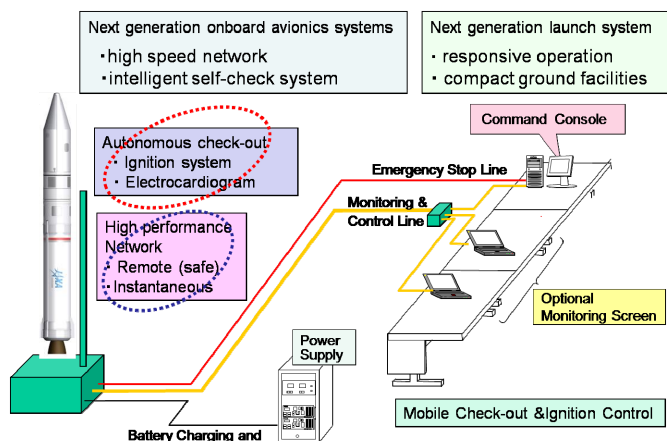 Next generation onboard avionics systems
・high speed network
・intelligent self-check system
Next generation launch system
・responsive operation
・compact ground facilities
Command Console
Autonomous check-out
・Ignition system
・Electrocardiogram
Emergency Stop Line
Monitoring &
Control Line
High performance
Network
・Remote (safe)
・Instantaneous
Optional
Monitoring Screen
Power
Supply
Mobile Check-out &Ignition Control
Battery Charging and